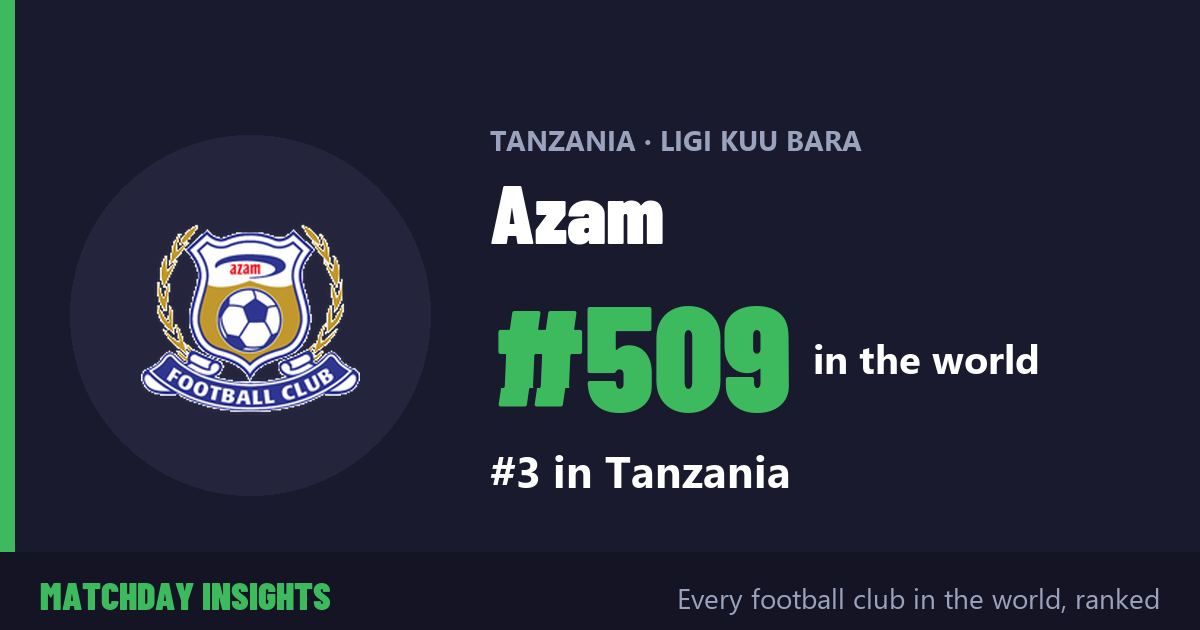 TANZANIA · LIGI KUU BARA
Azam
azam
FOOTBALL CLUB
#509 in the world
#3 in Tanzania
MATCHDAY INSIGHTS
Every football club in the world, ranked